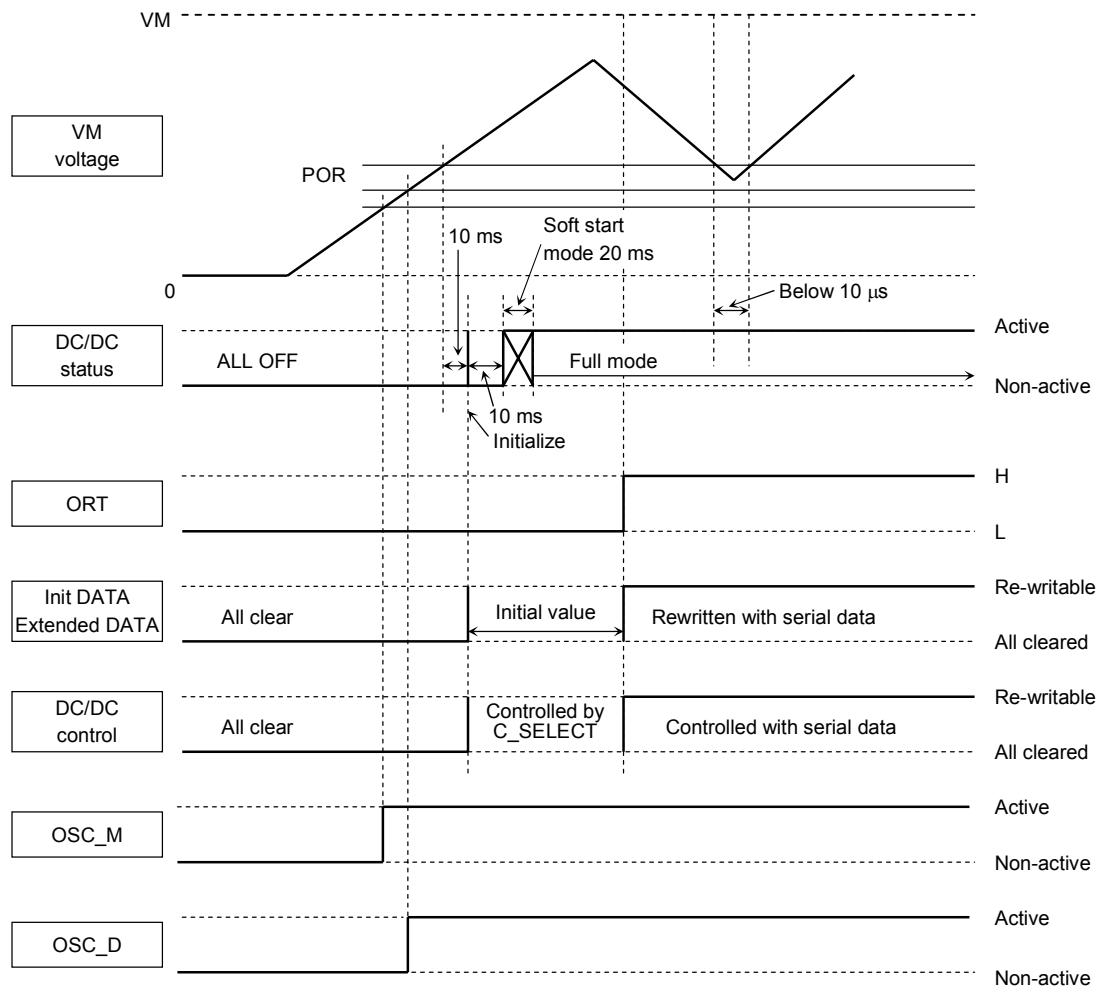 VM
VM
voltage
POR
10 ms
Soft start
mode 20 ms
0
Below 10 μs
DC/DC
status
ALL OFF
Full mode
Active
Non-active
10 ms
Initialize
ORT
H
L
Init DATA
Extended DATA
All clear
Initial value
Rewritten with serial data
Re-writable
All cleared
DC/DC
control
All clear
Controlled by
C_SELECT
Controlled with serial data
Re-writable
All cleared
OSC_M
Active
Non-active
OSC_D
Active
Non-active